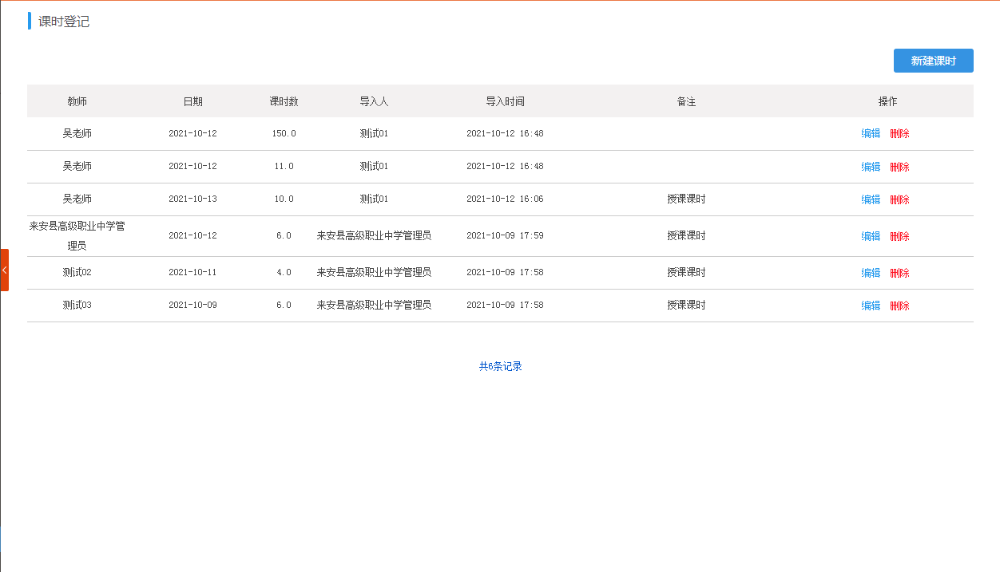 课时登记
新建课时
教师 日期 课时数 导入人 导入时间 备注 操作
吴老师 2021-10-12 150.0 测试01 2021-10-12 16:48 编辑 删除
吴老师 2021-10-12 11.0 测试01 2021-10-12 16:48 编辑 删除
吴老师 2021-10-13 10.0 测试01 2021-10-12 16:06 授课课时 编辑 删除
来安县高级职业中学管
理员 2021-10-12 6.0 来安县高级职业中学管理员 2021-10-09 17:59 授课课时 编辑 删除
测试02 2021-10-11 4.0 来安县高级职业中学管理员 2021-10-09 17:58 授课课时 编辑 删除
测试03 2021-10-09 6.0 来安县高级职业中学管理员 2021-10-09 17:58 授课课时 编辑 删除
共6条记录